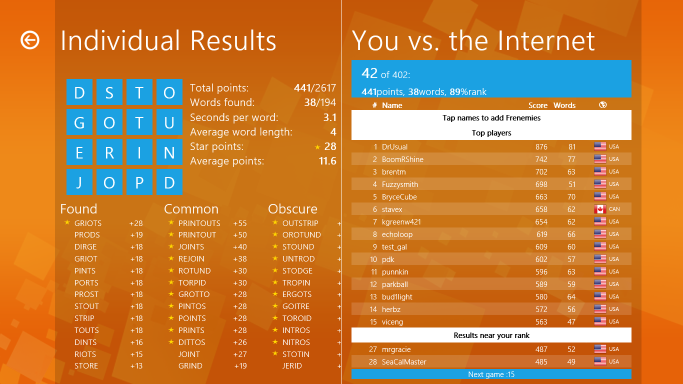 Individual Results
D S T O
G O T U
E R I N
J O P D
Total points: 441/2617
Words found: 38/194
Seconds per word: 3.1
Average word length: 4
Star points: ★ 28
Average points: 11.6
Found
★ GRIOTS +28
PRODS +19
DIRGE +18
GRIOT +18
PINTS +18
PORTS +18
PROST +18
STOUT +18
STRIP +18
TOUTS +18
DINTS +16
RIOTS +15
STORE +13
Common
★ PRINTOUTS +55
★ PRINTOUT +50
★ JOINTS +40
★ REJOIN +38
★ ROTUND +30
★ TORPID +30
★ GROTTO +28
★ PINTOS +28
★ POINTS +28
★ PRINTS +28
★ DITTOS +26
JOINT +27
GRIND +19
Obscure
★ OUTSTRIP +
★ OROTUND +
★ STOUND +
★ UNTROD +
★ STODGE +
★ TROPIN +
★ ERGOTS +
★ GOITRE +
★ TOROID +
★ INTROS +
★ NITROS +
★ STOTIN +
JERID +
You vs. the Internet
42 of 402:
441points, 38words, 89%rank
# Name Score Words
Tap names to add Frenemies
Top players
1 DrUsual 876 81 USA
2 BoomRShine 742 77 USA
3 brentm 702 63 USA
4 Fuzzysmith 698 51 USA
5 BryceCube 663 70 USA
6 stavex 658 62 CAN
7 kgreenw421 654 62 USA
8 echoloop 619 66 USA
9 test_gal 609 60 USA
10 pdk 602 57 USA
11 punnkin 596 63 USA
12 parkball 589 59 USA
13 bud1light 580 64 USA
14 herbz 572 56 USA
15 viceng 563 47 USA
Results near your rank
27 mrgracie 487 52 USA
28 SeaCalMaster 485 49 USA
Next game :15